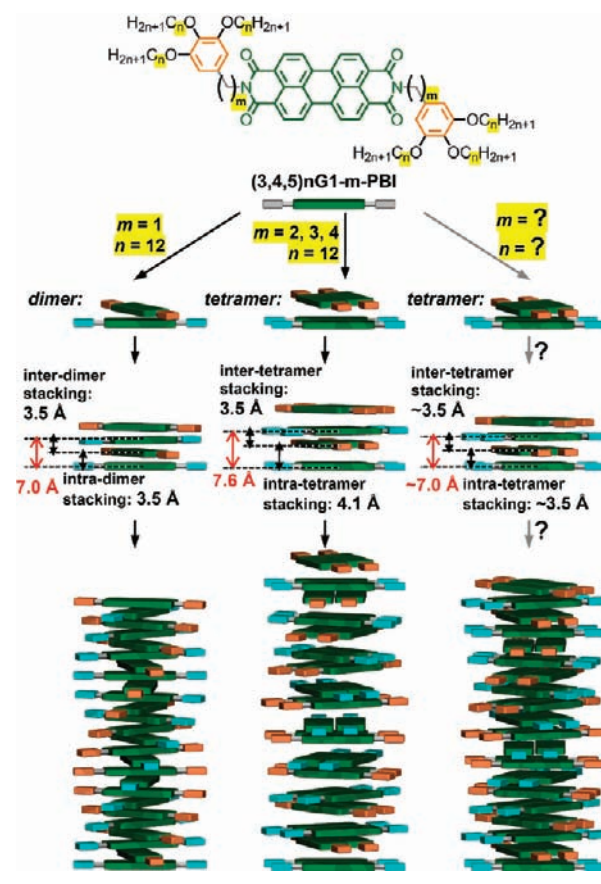 H2n+1CnO OCnH2n+1
H2n+1CnO
O O
N N
( )m ( )m
O O
OCnH2n+1
H2n+1CnO OCnH2n+1
(3,4,5)nG1-m-PBI
m = 1
n = 12
m = 2, 3, 4
n = 12
m = ?
n = ?
dimer: tetramer: tetramer:
?
inter-dimer
stacking:
3.5 Å
7.0 Å
intra-dimer
stacking: 3.5 Å
inter-tetramer
stacking:
3.5 Å
7.6 Å
intra-tetramer
stacking: 4.1 Å
inter-tetramer
stacking:
~3.5 Å
~7.0 Å
intra-tetramer
stacking: ~3.5 Å
?